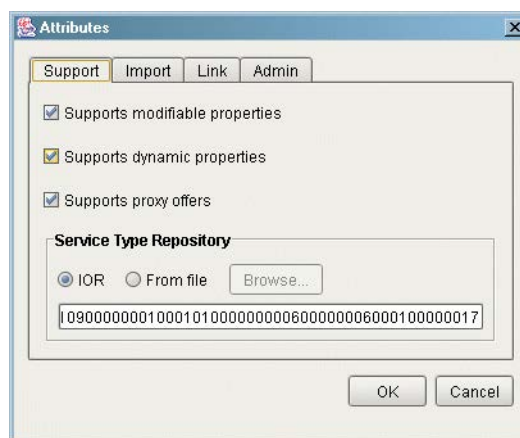 Attributes
Support Import Link Admin
Supports modifiable properties
Supports dynamic properties
Supports proxy offers
Service Type Repository
IOR From file Browse...
I090000000010001010000000000600000006000100000017
OK Cancel